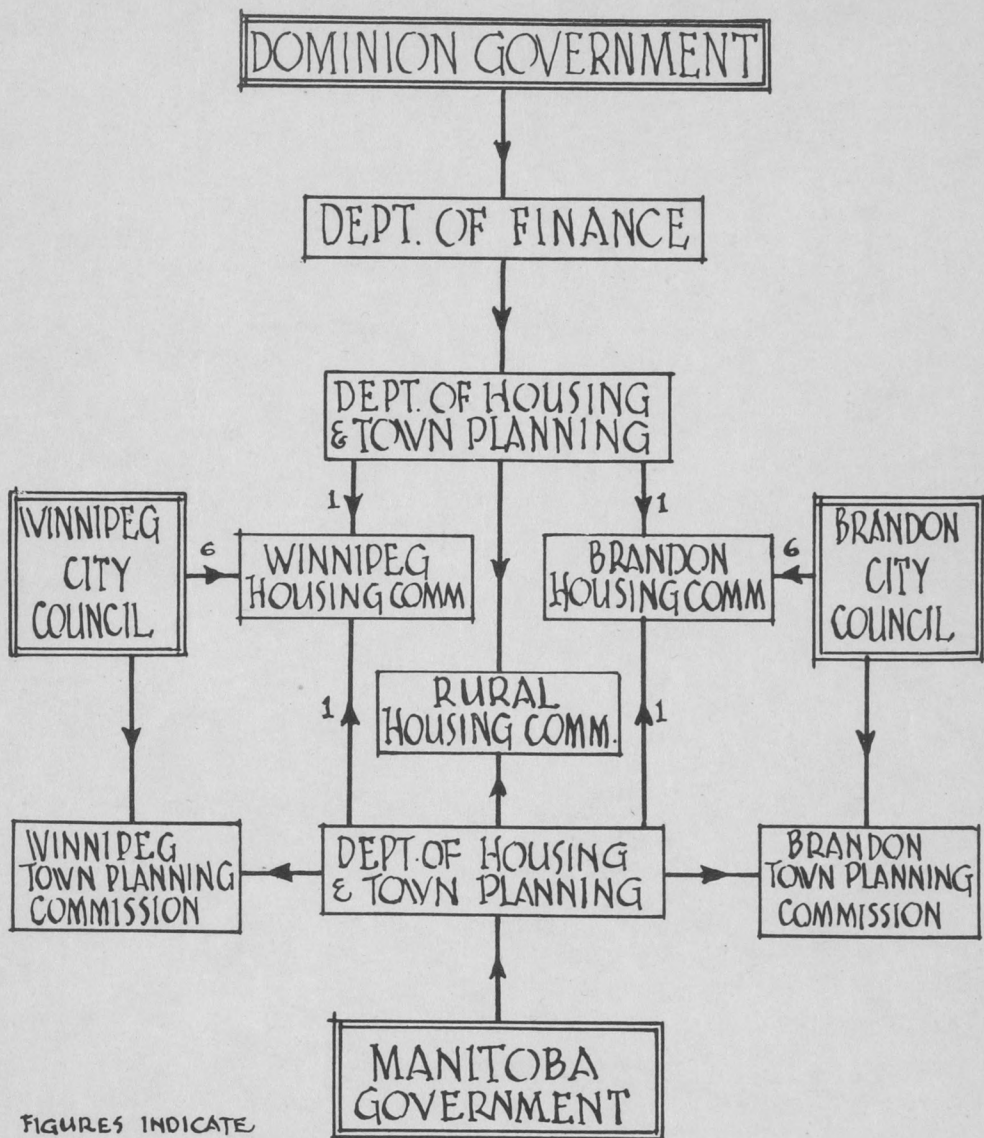 DOMINION GOVERNMENT
DEPT. OF FINANCE
DEPT. OF HOUSING
& TOWN PLANNING
1
1
WINNIPEG
CITY
COUNCIL
6
WINNIPEG
HOUSING COMM
BRANDON
HOUSING COMM
6
BRANDON
CITY
COUNCIL
1
RURAL
HOUSING COMM.
1
WINNIPEG
TOWN PLANNING
COMMISSION
DEPT. OF HOUSING
& TOWN PLANNING
BRANDON
TOWN PLANNING
COMMISSION
MANITOBA
GOVERNMENT
FIGURES INDICATE